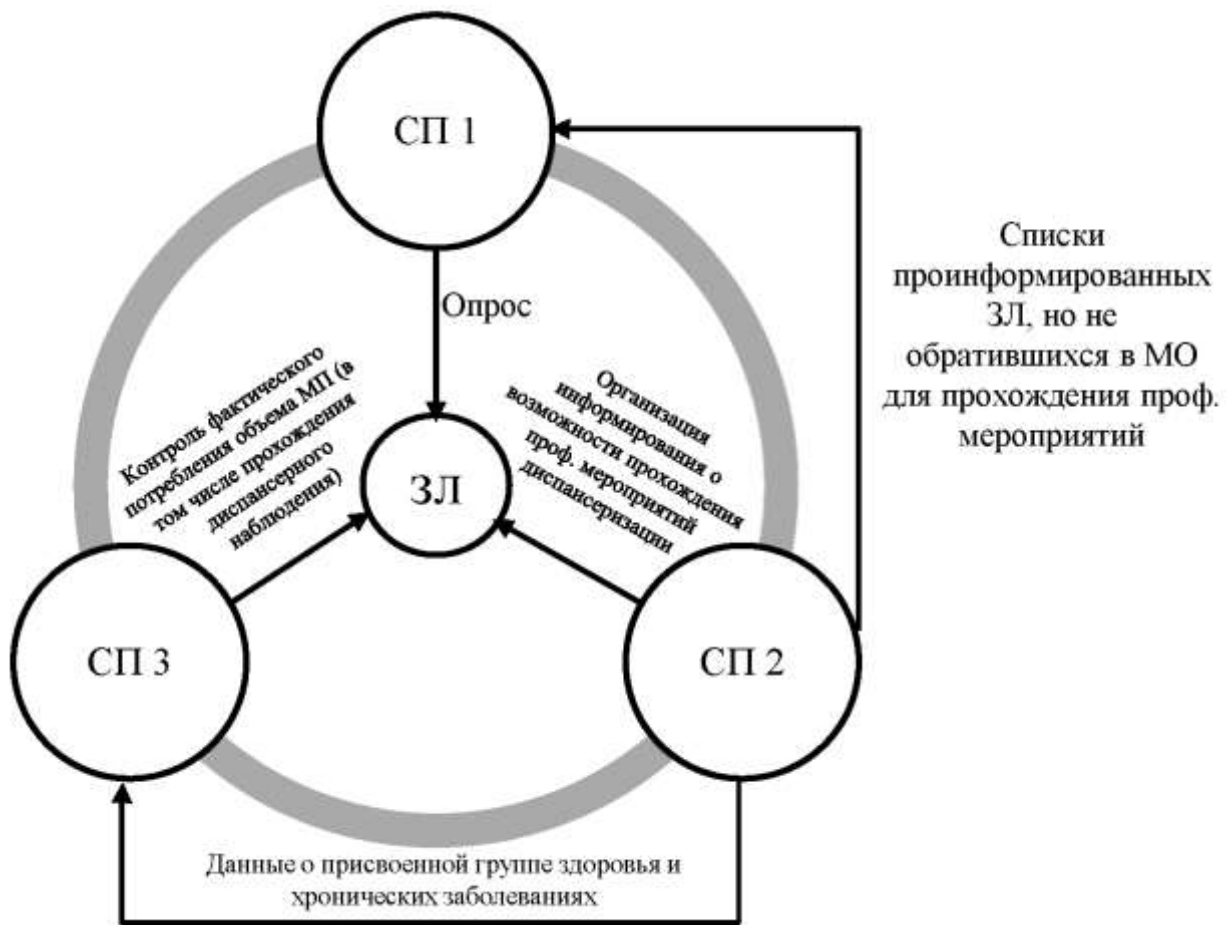 СП 1
Опрос
Списки
проинформированных
ЗЛ, но не
обратившихся в МО
для прохождения проф.
мероприятий
Контроль фактического
потребления объема МП (в
том числе прохождения
диспансерного
наблюдения)
Организация
информирования о
возможности прохождения
проф. мероприятий
диспансеризации
ЗЛ
СП 3
СП 2
Данные о присвоенной группе здоровья и
хронических заболеваниях